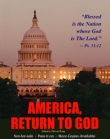 "Blessed
is the Nation
whose God
is The Lord."
— Ps. 33:12
AMERICA,
RETURN TO GOD